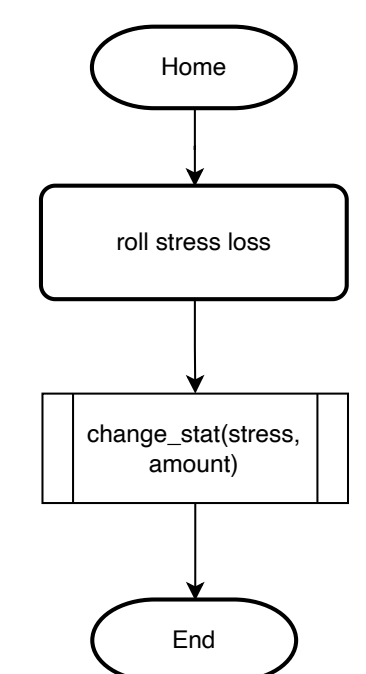 Home
roll stress loss
change_stat(stress,
amount)
End